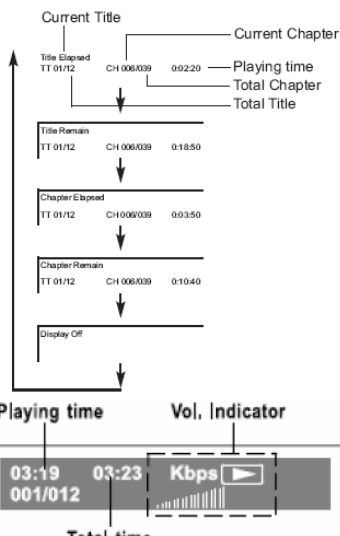 Current Title
Current Chapter
Title Elapsed
TT 01/12 CH 006/039 0:02:20
Playing time
Total Chapter
Total Title
Title Remain
TT 01/12 CH 006/039 0:18:50
Chapter Elapsed
TT 01/12 CH 006/039 0:03:50
Chapter Remain
TT 01/12 CH 006/039 0:10:40
Display Off
Playing time Vol. Indicator
03:19 03:23 Kbps
001/012
Total time